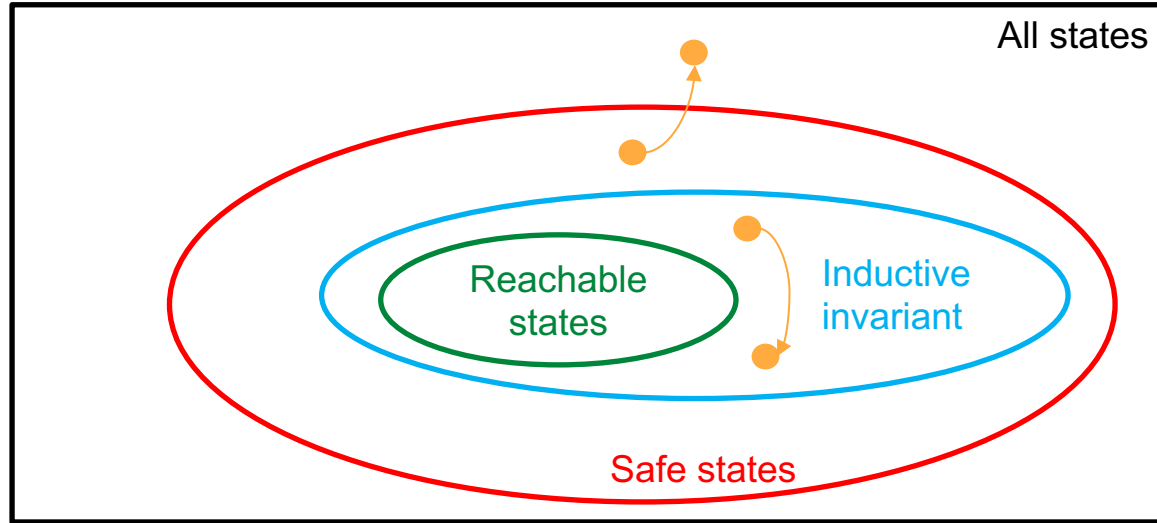 All states
Reachable
states
Inductive
invariant
Safe states